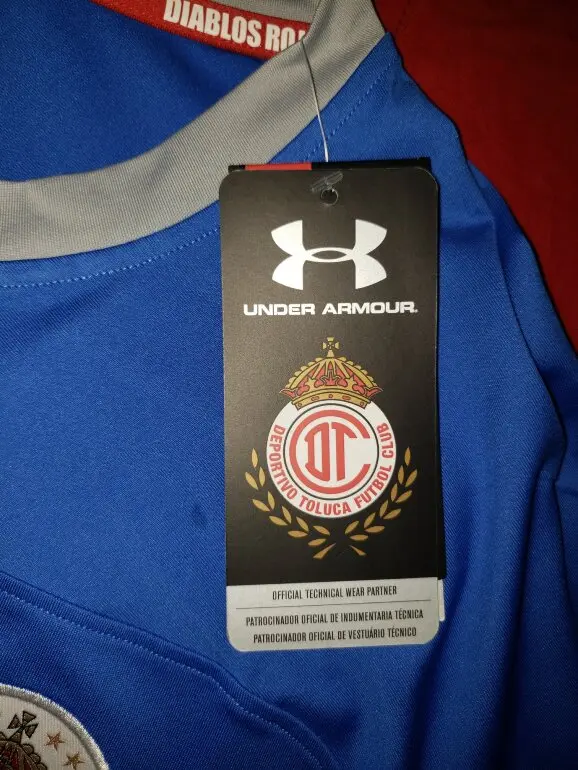 DIABLOS RO
UNDER ARMOUR
DEPORTIVO TOLUCA FUTBOL CLUB
DTC
OFFICIAL TECHNICAL WEAR PARTNER
PATROCINADOR OFICIAL DE INDUMENTARIA TÉCNICA
PATROCINADOR OFICIAL DE VESTUÁRIO TÉCNICO